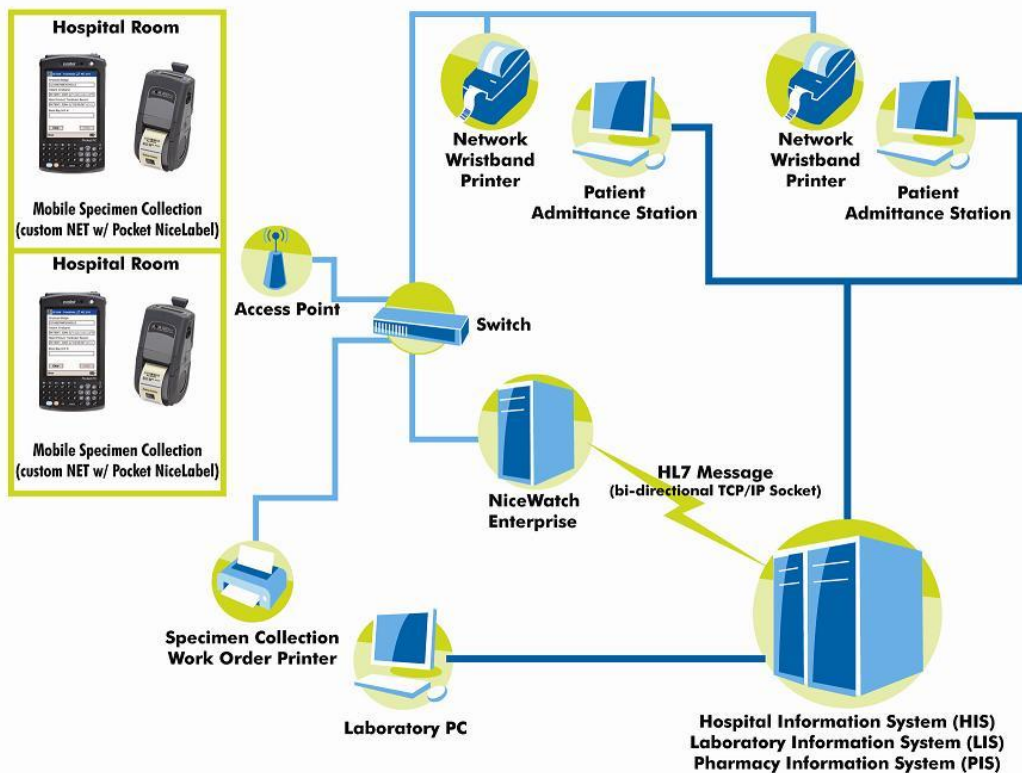 Hospital Room
Mobile Specimen Collection
(custom NET w/ Pocket NiceLabel)
Hospital Room
Mobile Specimen Collection
(custom NET w/ Pocket NiceLabel)
Network
Wristband
Printer
Patient
Admittance Station
Network
Wristband
Printer
Patient
Admittance Station
Access Point
Switch
NiceWatch
Enterprise
HL7 Message
(bi-directional TCP/IP Socket)
Specimen Collection
Work Order Printer
Laboratory PC
Hospital Information System (HIS)
Laboratory Information System (LIS)
Pharmacy Information System (PIS)